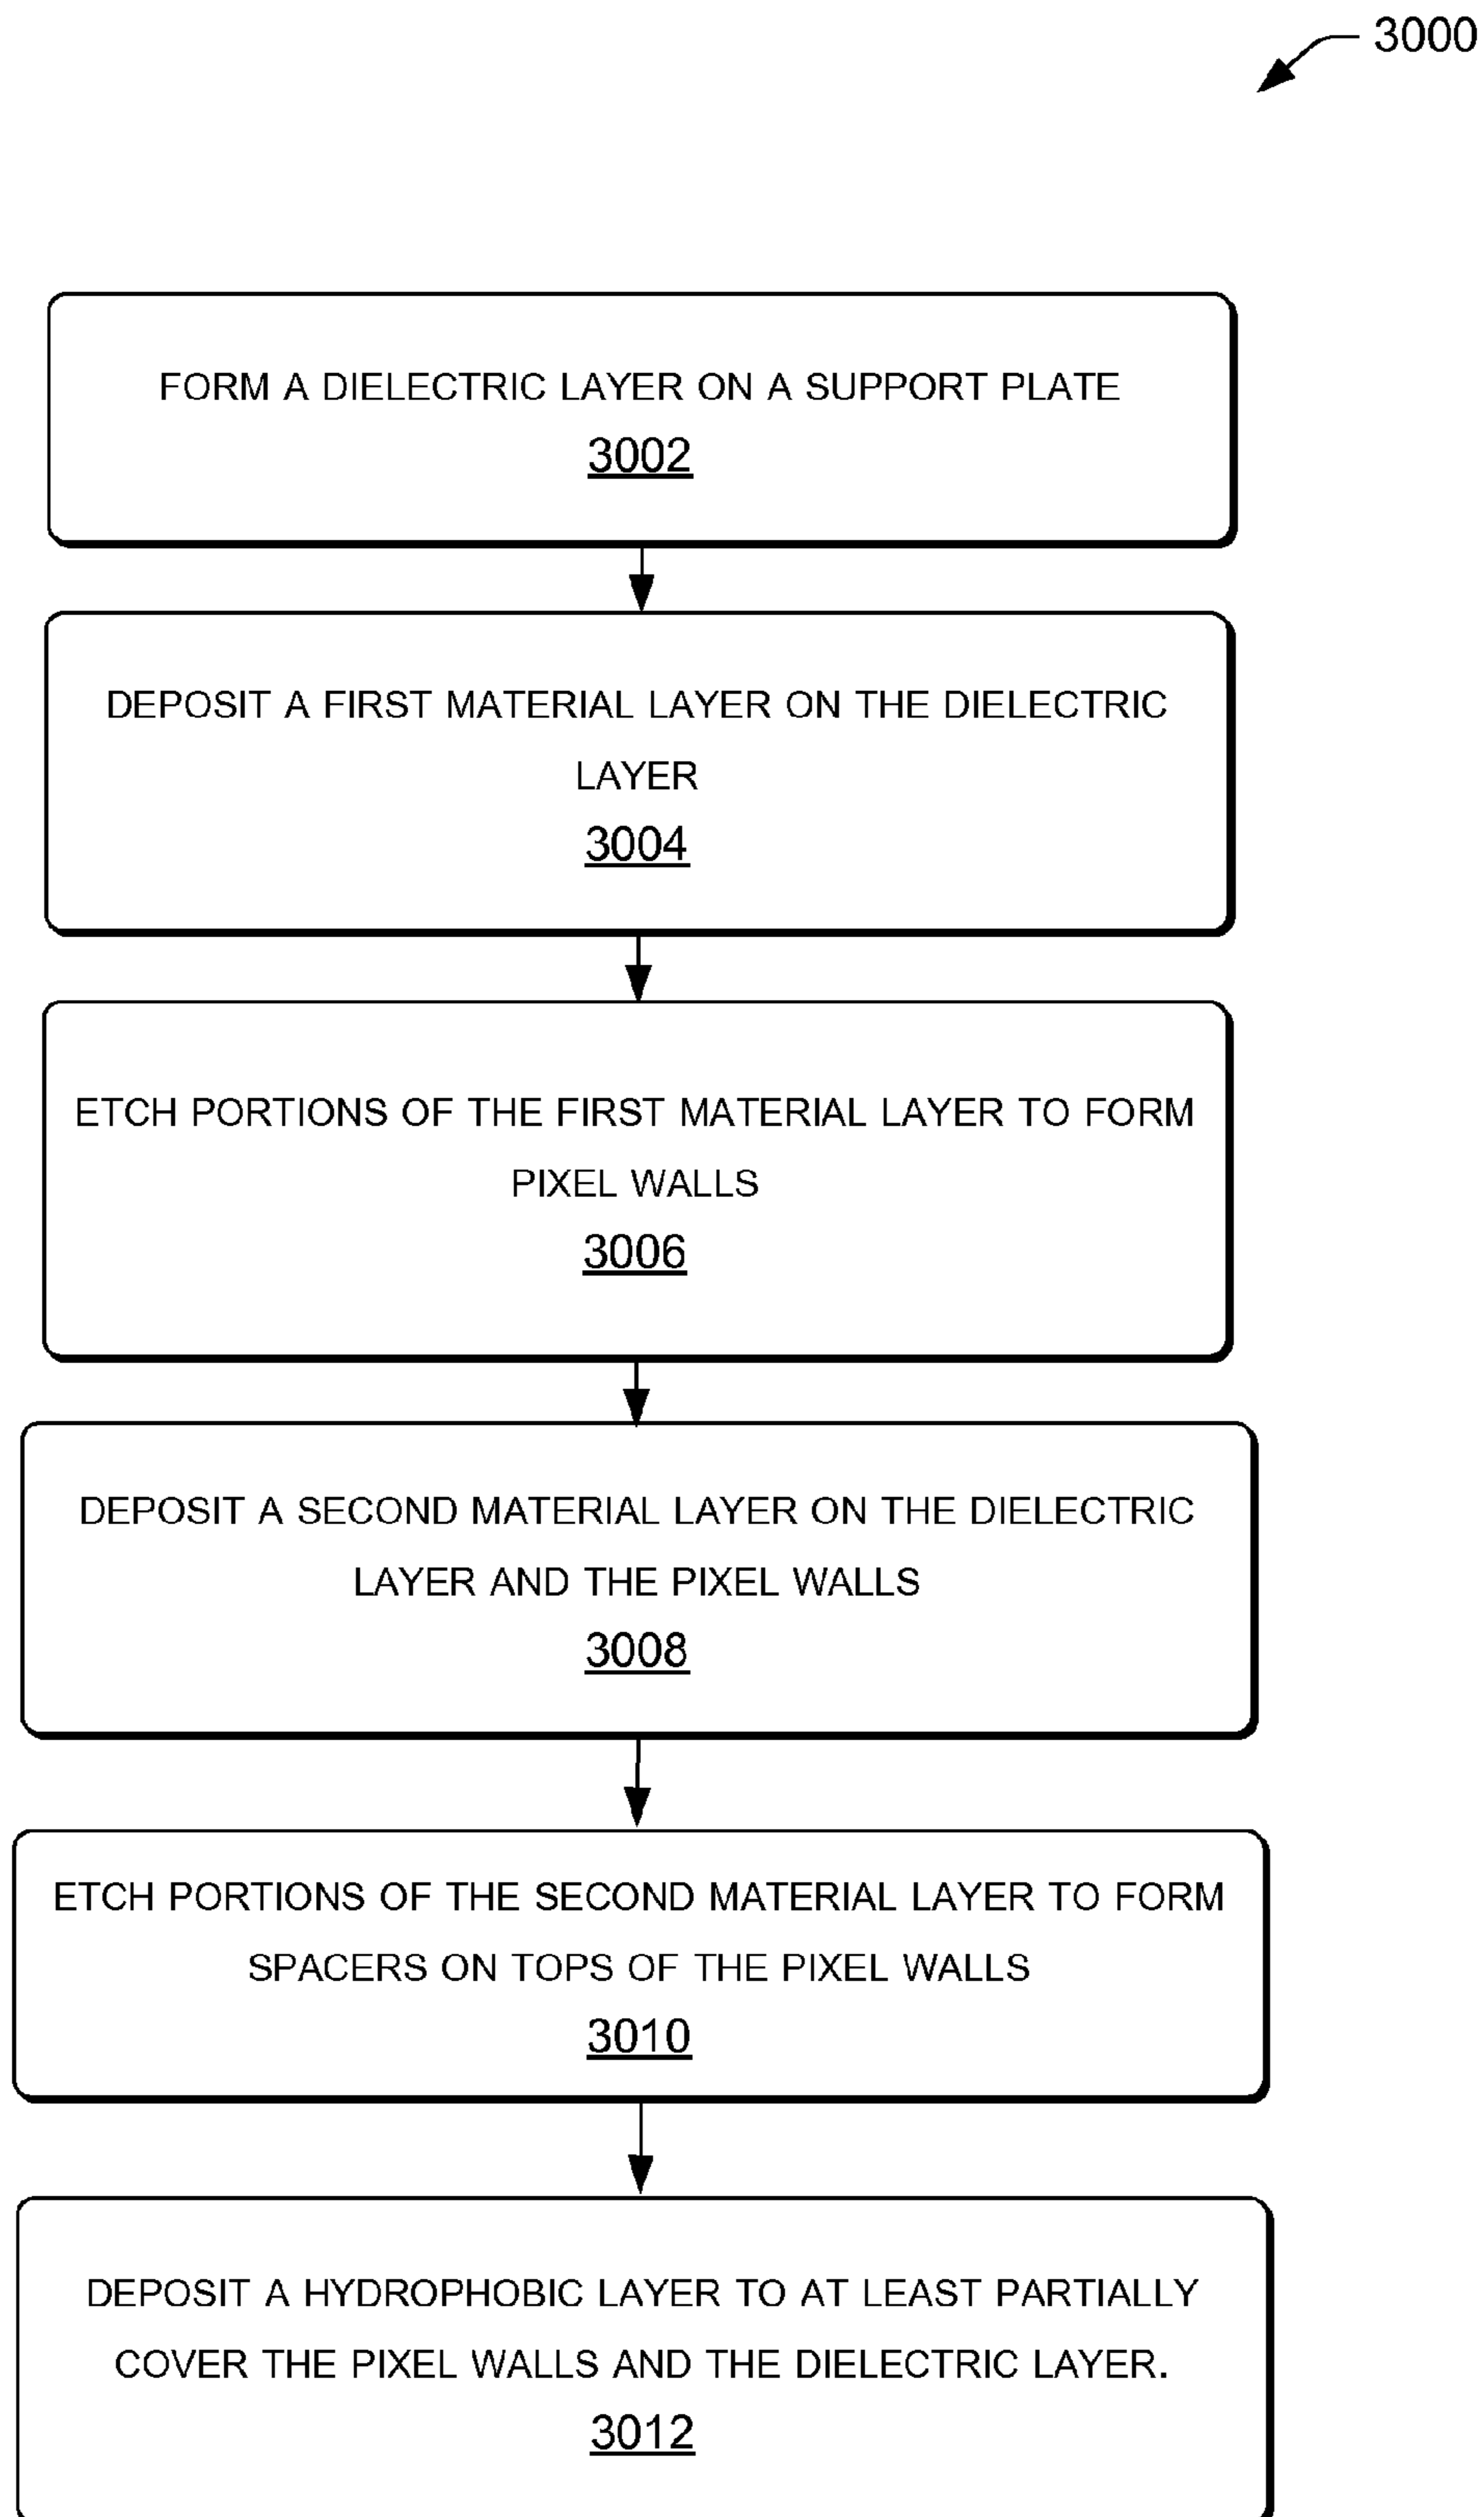 3000
FORM A DIELECTRIC LAYER ON A SUPPORT PLATE
3002
DEPOSIT A FIRST MATERIAL LAYER ON THE DIELECTRIC
LAYER
3004
ETCH PORTIONS OF THE FIRST MATERIAL LAYER TO FORM
PIXEL WALLS
3006
DEPOSIT A SECOND MATERIAL LAYER ON THE DIELECTRIC
LAYER AND THE PIXEL WALLS
3008
ETCH PORTIONS OF THE SECOND MATERIAL LAYER TO FORM
SPACERS ON TOPS OF THE PIXEL WALLS
3010
DEPOSIT A HYDROPHOBIC LAYER TO AT LEAST PARTIALLY
COVER THE PIXEL WALLS AND THE DIELECTRIC LAYER.
3012